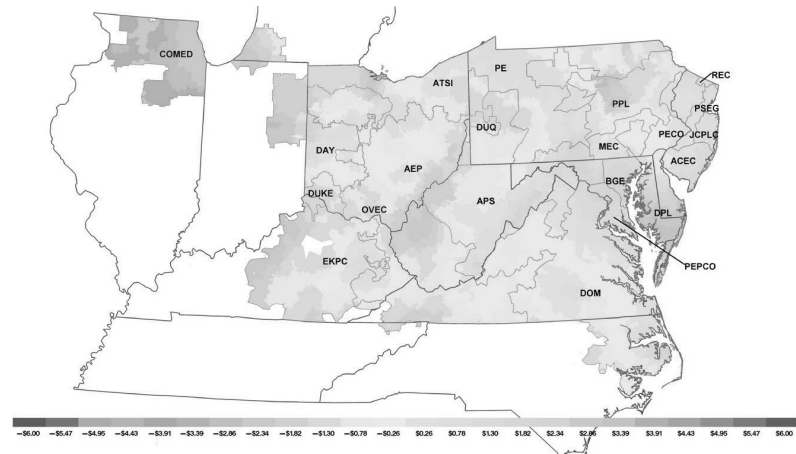 COMED
ATSI
PE
REC
PPL
PSEG
DUQ
MEC
PECO
JCPLC
DAY
ACEC
AEP
BGE
DUKE
APS
OVEC
DPL
EKPC
PEPCO
DOM
–$6.00 –$5.47 –$4.95 –$4.43 –$3.91 –$3.39 –$2.86 –$2.34 –$1.82 –$1.30 –$0.78 –$0.26 $0.26 $0.78 $1.30 $1.82 $2.34 $2.86 $3.39 $3.91 $4.43 $4.95 $5.47 $6.00